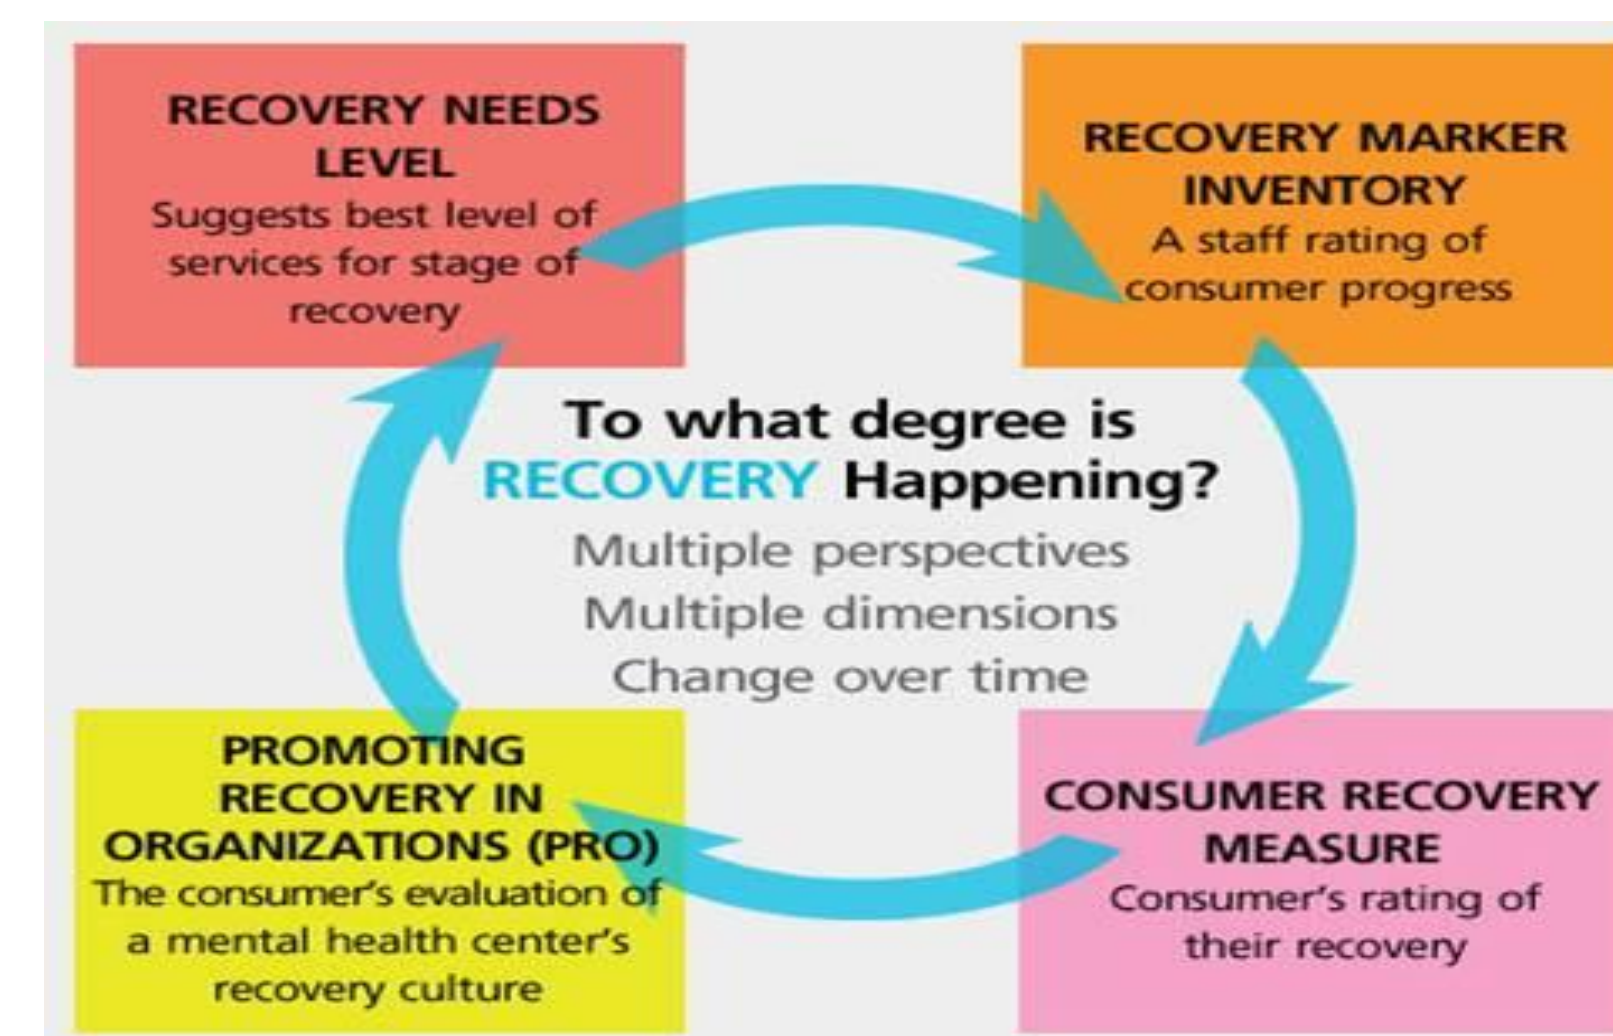 RECOVERY NEEDS
LEVEL
Suggests best level of
services for stage of
recovery
RECOVERY MARKER
INVENTORY
A staff rating of
consumer progress
To what degree is
RECOVERY Happening?
Multiple perspectives
Multiple dimensions
Change over time
PROMOTING
RECOVERY IN
ORGANIZATIONS (PRO)
The consumer's evaluation of
a mental health center's
recovery culture
CONSUMER RECOVERY
MEASURE
Consumer's rating of
their recovery